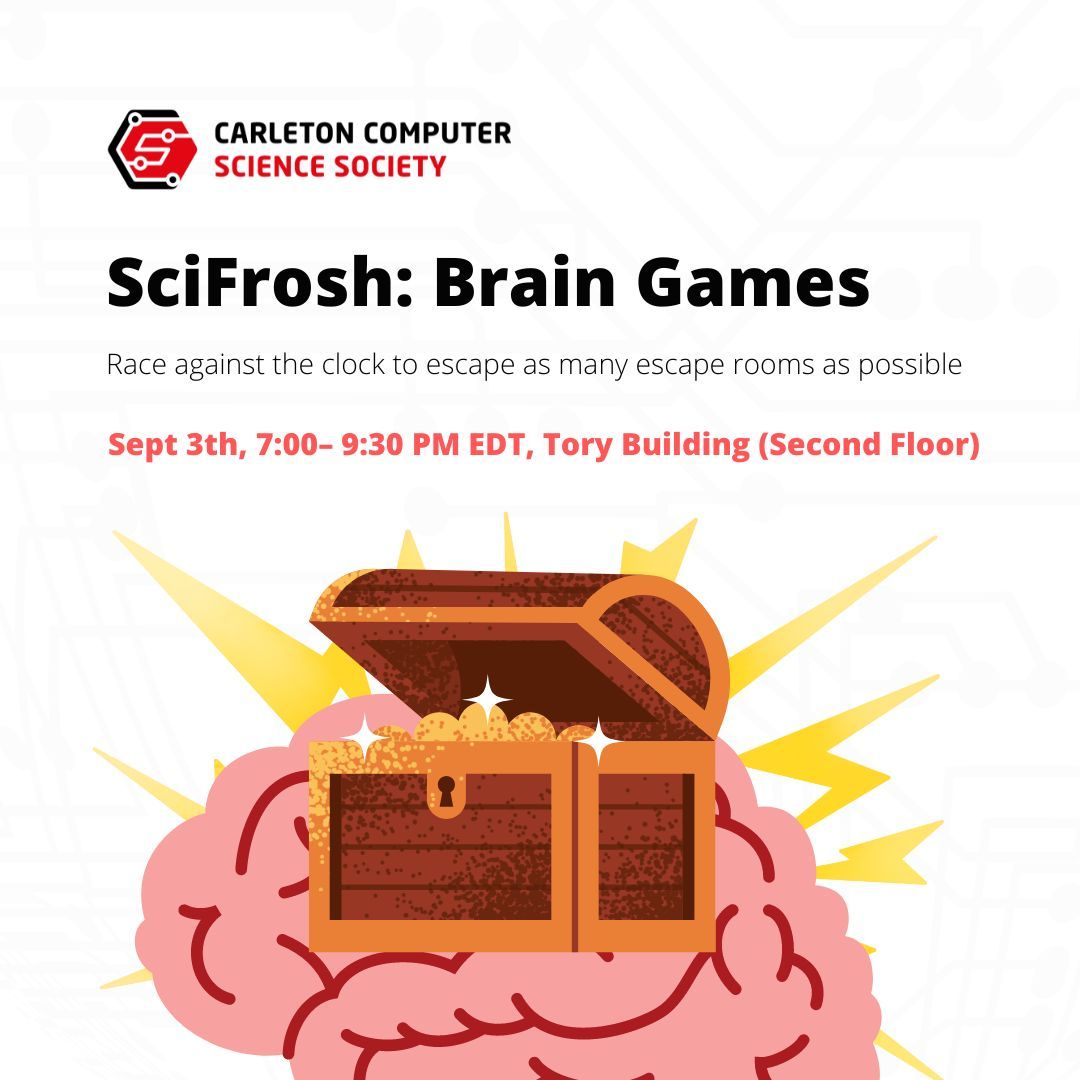 CARLETON COMPUTER
SCIENCE SOCIETY
SciFrosh: Brain Games
Race against the clock to escape as many escape rooms as possible
Sept 3th, 7:00– 9:30 PM EDT, Tory Building (Second Floor)